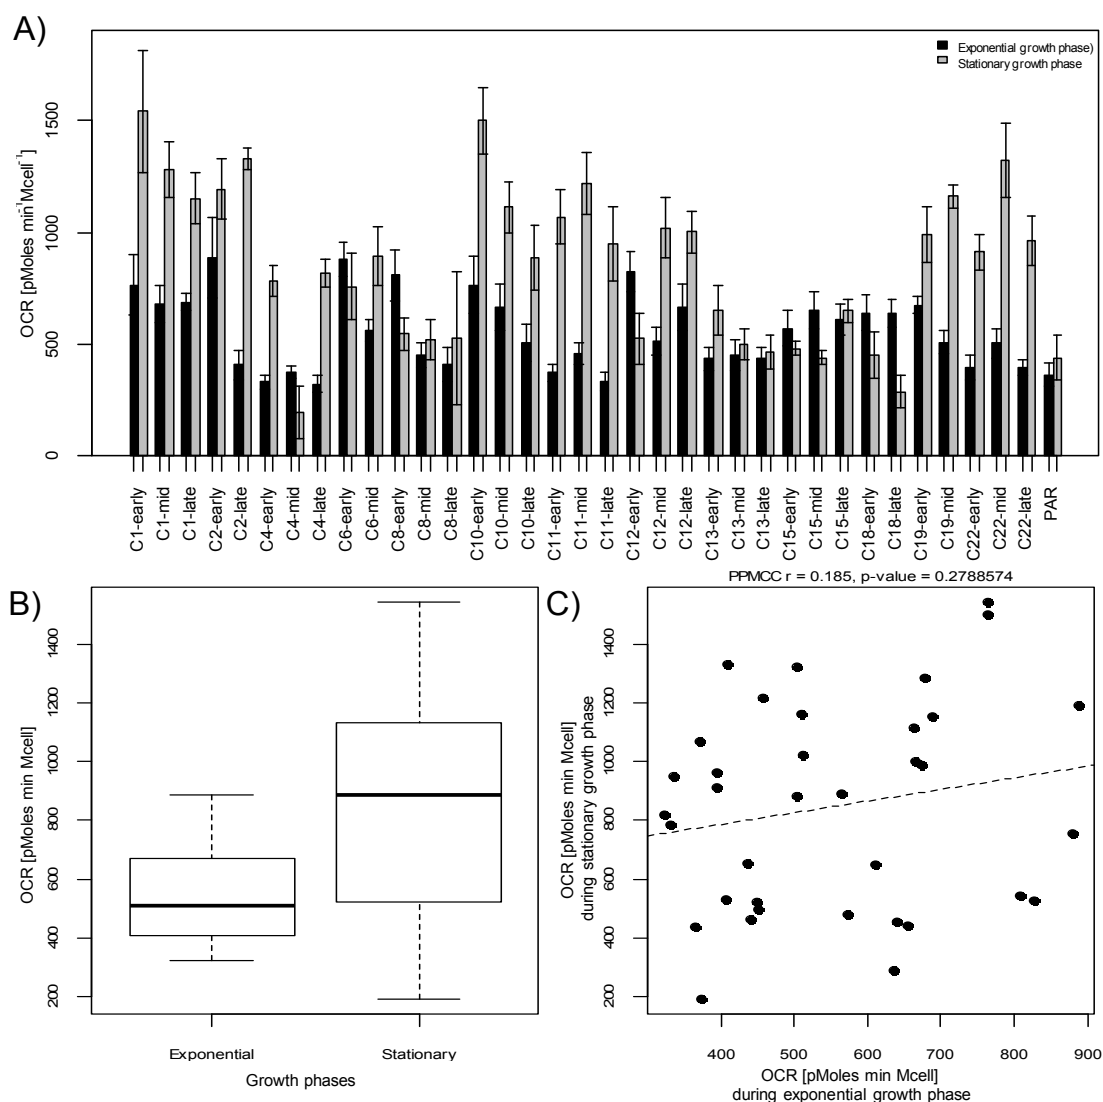 A)
Exponential growth phase)
Stationary growth phase
OCR [pMoles min-1Mcell-1]
0
500
1000
1500
C1-early
C1-mid
C1-late
C2-early
C2-late
C4-early
C4-mid
C4-late
C6-early
C6-mid
C8-early
C8-mid
C8-late
C10-early
C10-mid
C10-late
C11-early
C11-mid
C11-late
C12-early
C12-mid
C12-late
C13-early
C13-mid
C13-late
C15-early
C15-mid
C15-late
C18-early
C18-late
C19-early
C19-mid
C22-early
C22-mid
C22-late
PAR
B)
OCR [pMoles min Mcell]
200
400
600
800
1000
1200
1400
Exponential
Stationary
Growth phases
C)
PPMCC r = 0.185, p-value = 0.2788574
OCR [pMoles min Mcell]
during stationary growth phase
200
400
600
800
1000
1200
1400
400
500
600
700
800
900
OCR [pMoles min Mcell]
during exponential growth phase